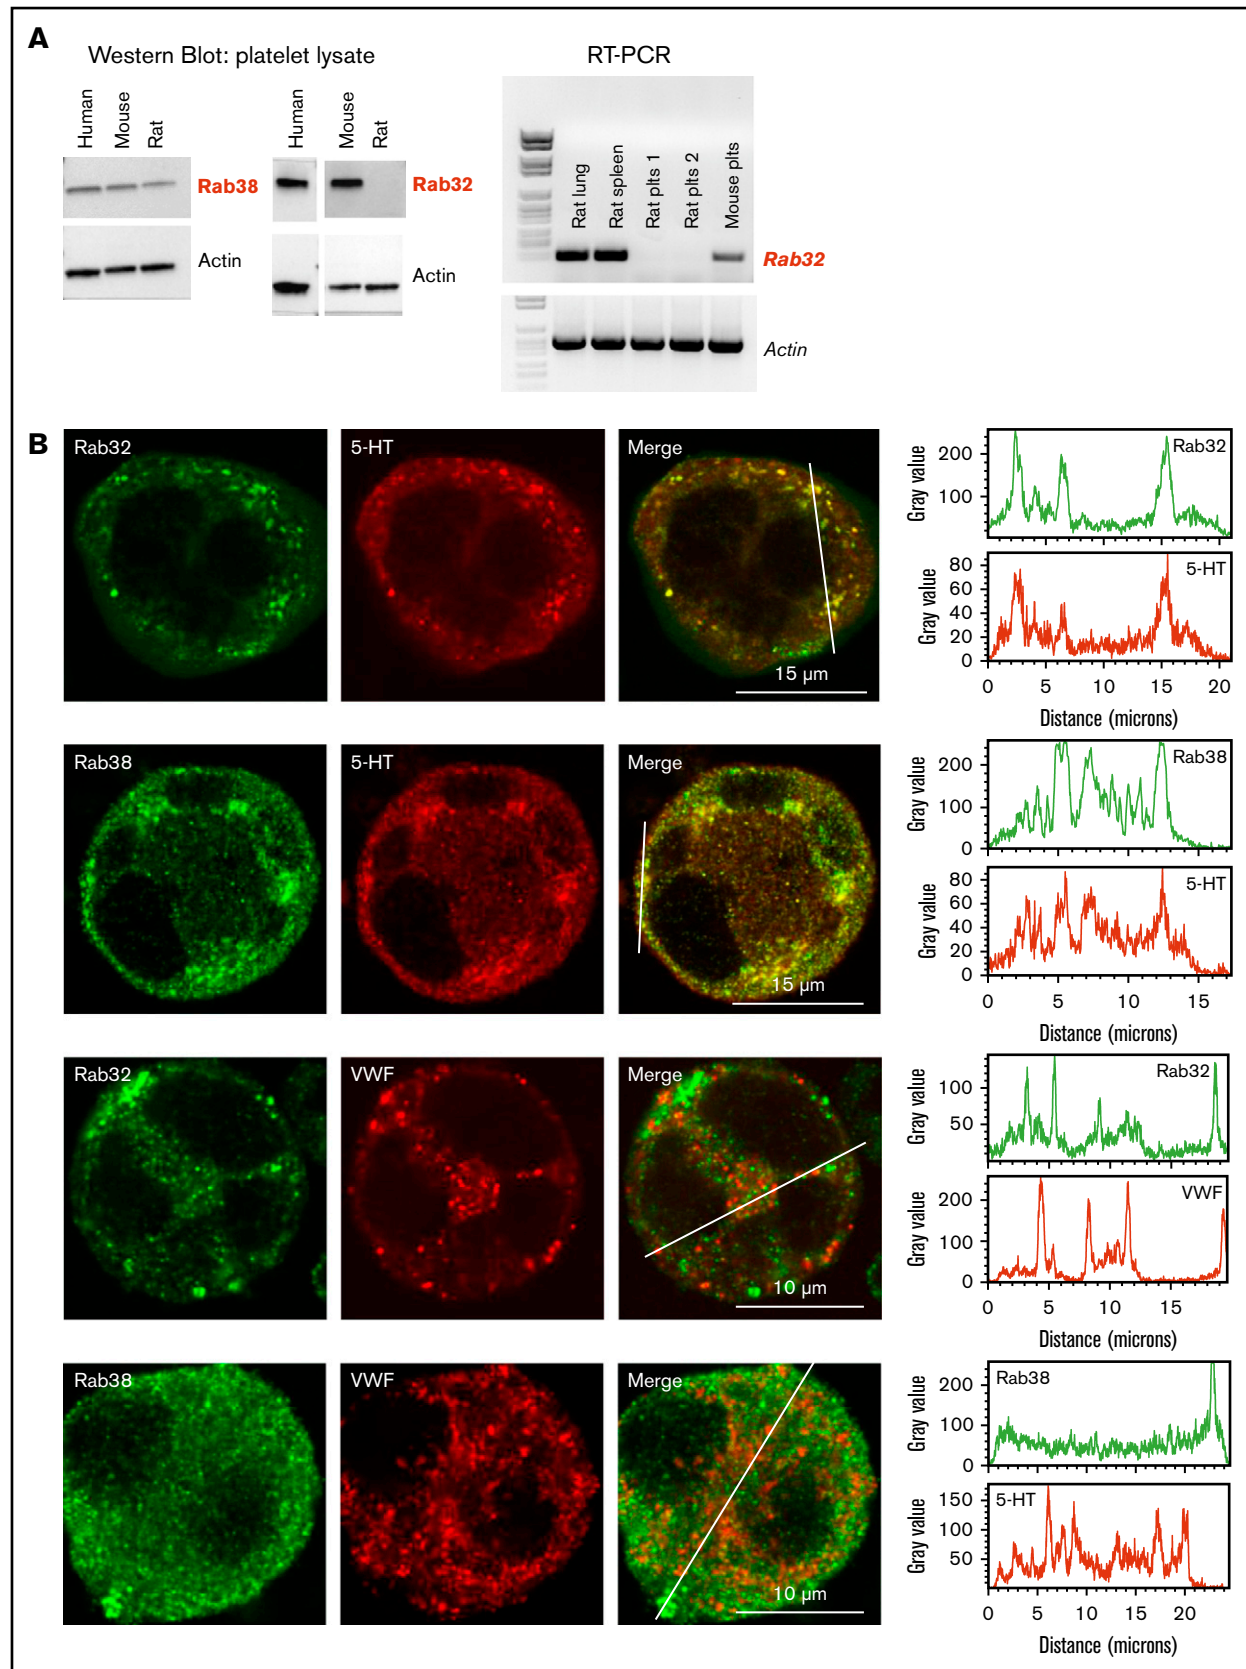 A
Western Blot: platelet lysate
Human
Mouse
Rat
Rab38
Actin
Human
Mouse
Rat
Rab32
Actin
RT-PCR
Rat lung
Rat spleen
Rat plts 1
Rat plts 2
Mouse plts
Rab32
Actin
B
Rab32
5-HT
Merge
15 µm
Gray value
200
100
Rab32
Gray value
80
60
40
20
0
5-HT
0 5 10 15 20
Distance (microns)
Rab38
5-HT
Merge
15 µm
Gray value
200
100
0
Rab38
Gray value
80
60
40
20
0
5-HT
0 5 10 15
Distance (microns)
Rab32
VWF
Merge
10 µm
Gray value
100
50
Rab32
Gray value
200
100
0
VWF
0 5 10 15
Distance (microns)
Rab38
VWF
Merge
10 µm
Gray value
200
100
0
Rab38
Gray value
150
100
50
5-HT
0 5 10 15 20
Distance (microns)